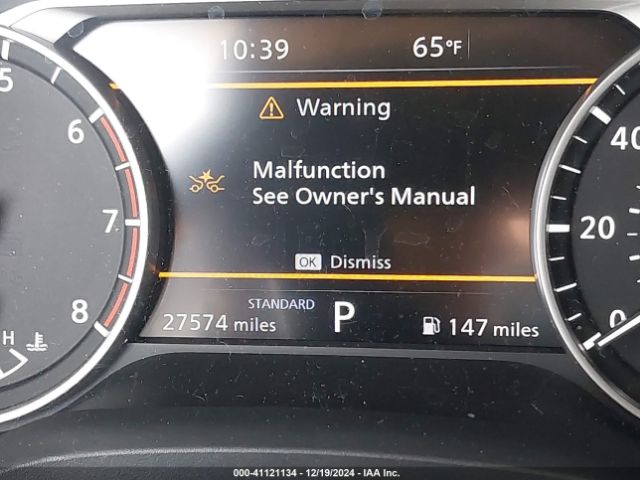 10:39 65°F
5
6
7
8
H
Warning
Malfunction
See Owner's Manual
OK Dismiss
STANDARD
27574 miles P 147 miles
40
20
0
000-41121134 - 12/19/2024 - IAA Inc.